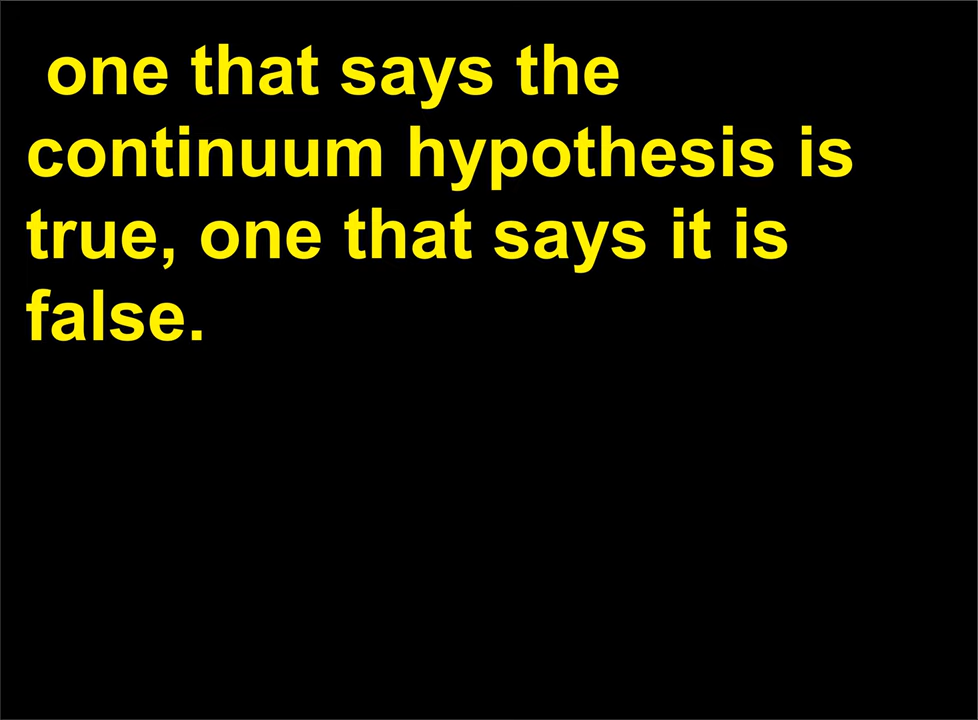 one that says the
continuum hypothesis is
true, one that says it is
false.